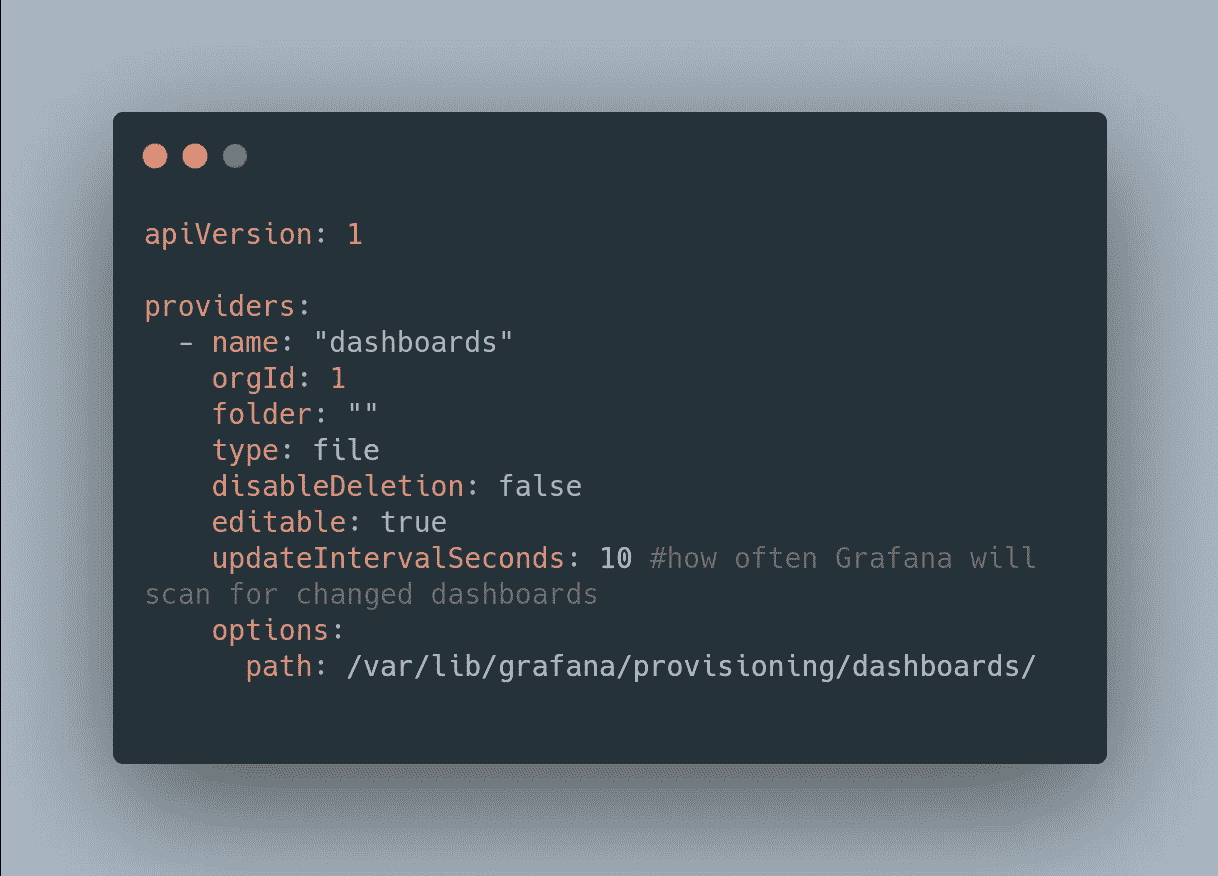 apiVersion: 1

providers:
  - name: "dashboards"
    orgId: 1
    folder: ""
    type: file
    disableDeletion: false
    editable: true
    updateIntervalSeconds: 10 #how often Grafana will
scan for changed dashboards
    options:
      path: /var/lib/grafana/provisioning/dashboards/